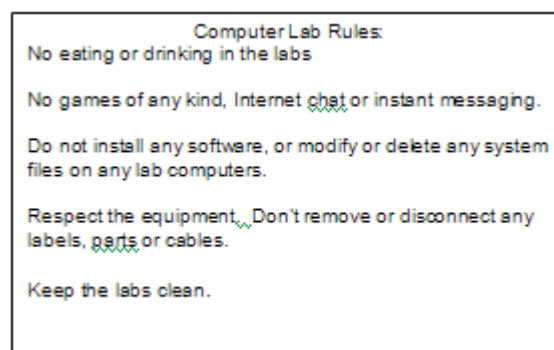 Computer Lab Rules:
No eating or drinking in the labs
No games of any kind, Internet chat or instant messaging.
Do not install any software, or modify or delete any system
files on any lab computers.
Respect the equipment. Don't remove or disconnect any
labels, parts or cables.
Keep the labs clean.